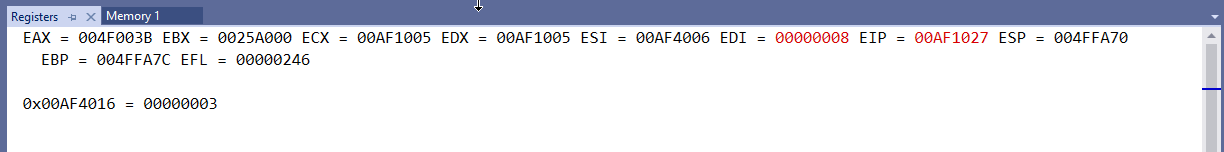 Registers Memory 1
EAX = 004F003B EBX = 0025A000 ECX = 00AF1005 EDX = 00AF1005 ESI = 00AF4006 EDI = 00000008 EIP = 00AF1027 ESP = 004FFA70
EBP = 004FFA7C EFL = 00000246
0x00AF4016 = 00000003